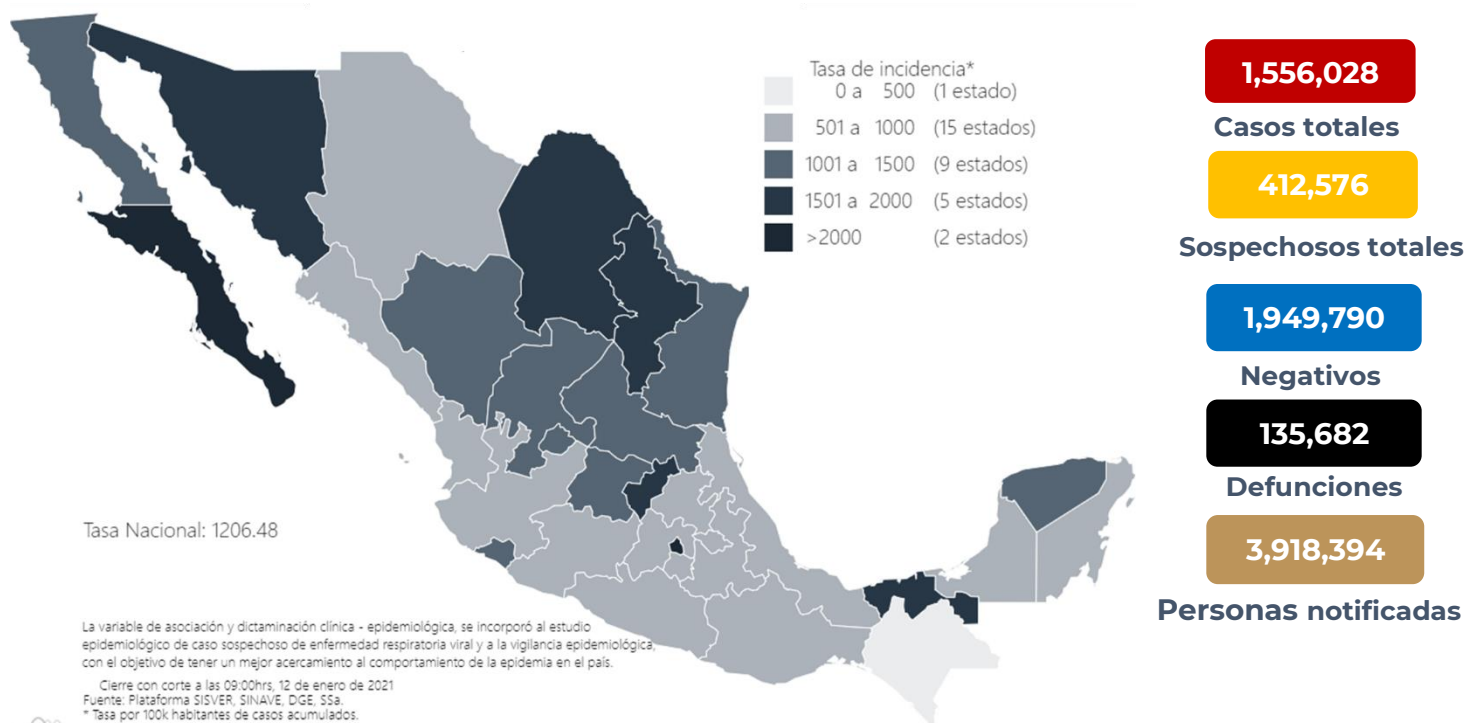 Tasa de incidencia*
0 a 500 (1 estado)
501 a 1000 (15 estados)
1001 a 1500 (9 estados)
1501 a 2000 (5 estados)
>2000 (2 estados)
Tasa Nacional: 1206.48
La variable de asociación y dictaminación clínica - epidemiológica, se incorporó al estudio
epidemiológico de caso sospechoso de enfermedad respiratoria viral y a la vigilancia epidemiológica,
con el objetivo de tener un mejor acercamiento al comportamiento de la epidemia en el país.
Cierre con corte a las 09:00hrs, 12 de enero de 2021
Fuente: Plataforma SISVER, SINAVE, DGE, SSa.
* Tasa por 100k habitantes de casos acumulados.
1,556,028
Casos totales
412,576
Sospechosos totales
1,949,790
Negativos
135,682
Defunciones
3,918,394
Personas notificadas